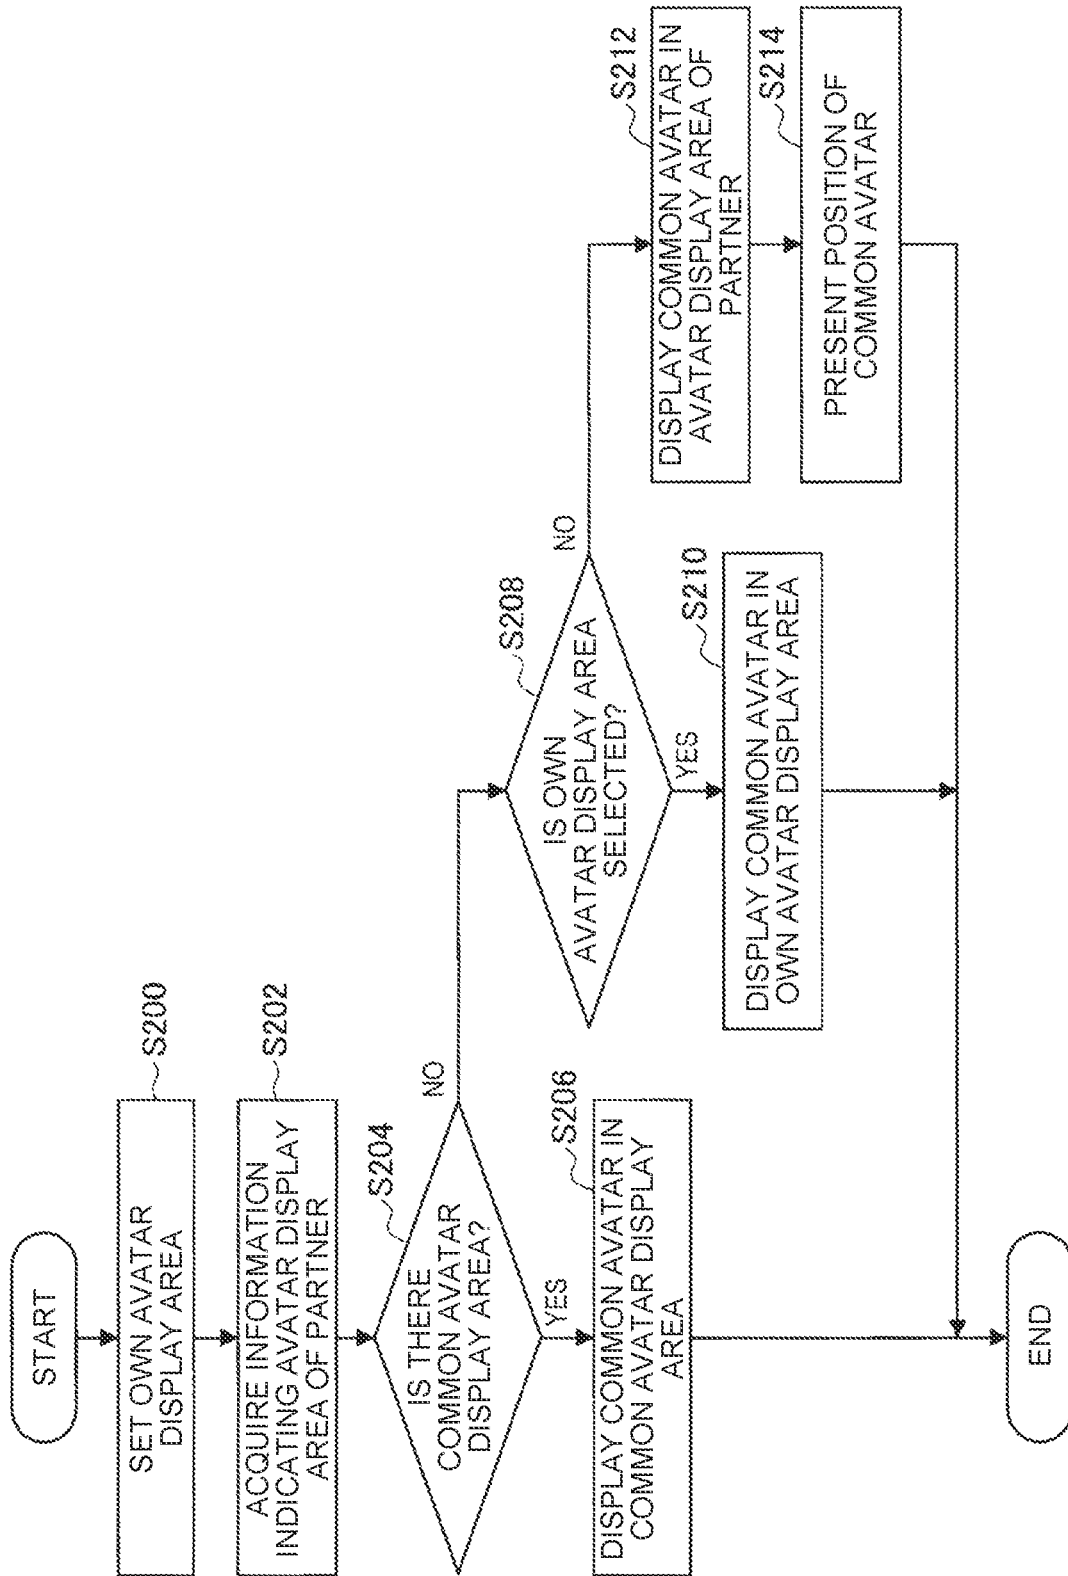 START
SET OWN AVATAR
DISPLAY AREA
S200
ACQUIRE INFORMATION
INDICATING AVATAR DISPLAY
AREA OF PARTNER
S202
IS THERE
COMMON AVATAR
DISPLAY AREA?
S204
NO
YES
DISPLAY COMMON AVATAR IN
COMMON AVATAR DISPLAY
AREA
S206
IS OWN
AVATAR DISPLAY AREA
SELECTED?
S208
NO
YES
DISPLAY COMMON AVATAR IN
OWN AVATAR DISPLAY AREA
S210
DISPLAY COMMON AVATAR IN
AVATAR DISPLAY AREA OF
PARTNER
S212
PRESENT POSITION OF
COMMON AVATAR
S214
END